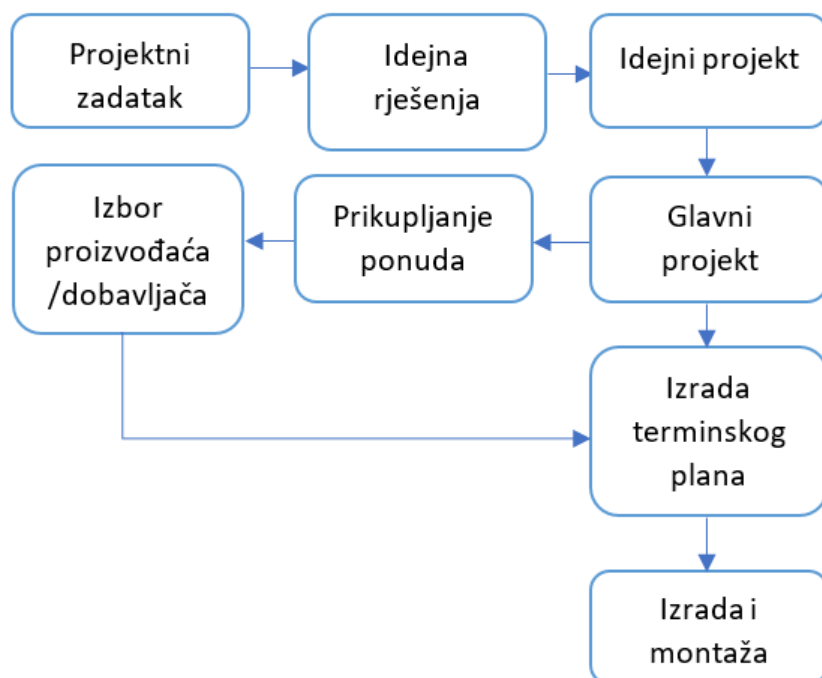 Projektni
zadatak
Idejna
rješenja
Idejni projekt
Izbor
proizvođaća
/dobavljača
Prikupljanje
ponuda
Glavni
projekt
Izrada
terminskog
plana
Izrada i
montaža